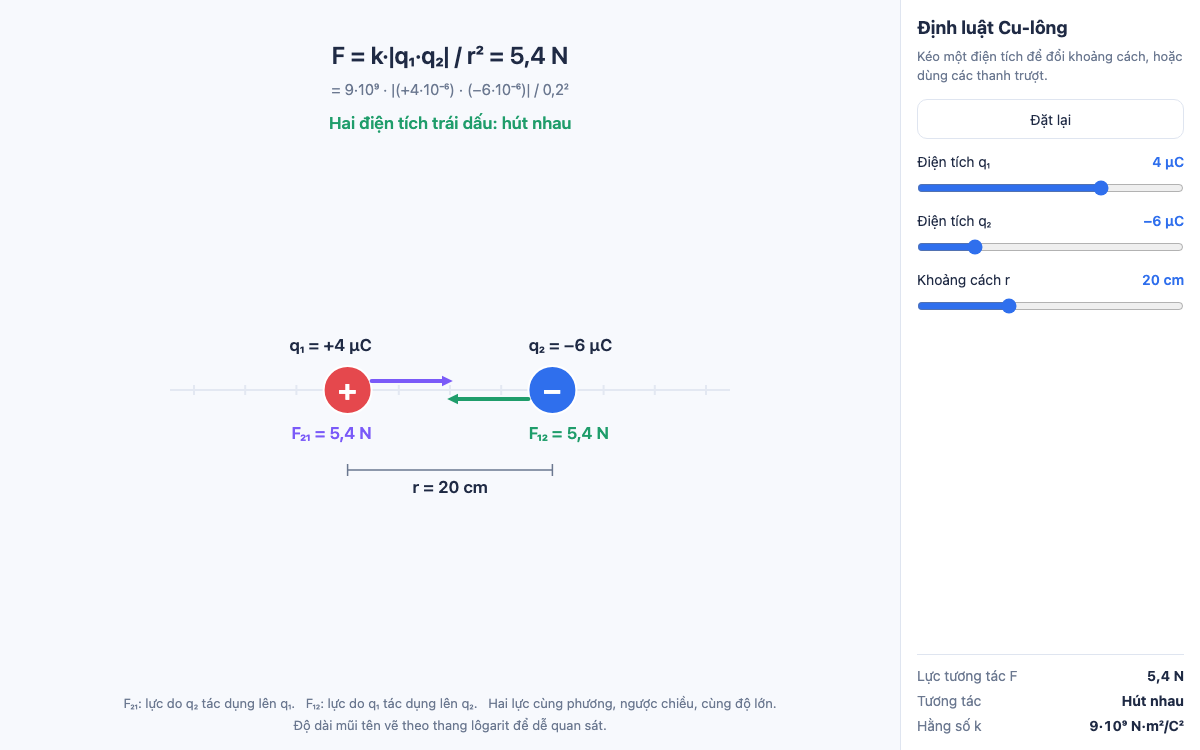 F = k·|q₁·q₂| / r² = 5,4 N
= 9·10⁹ · |(+4·10⁻⁶) · (−6·10⁻⁶)| / 0,2²
Hai điện tích trái dấu: hút nhau
q₁ = +4 μC
q₂ = −6 μC
+
−
F₂₁ = 5,4 N
F₁₂ = 5,4 N
r = 20 cm
F₂₁: lực do q₂ tác dụng lên q₁. F₁₂: lực do q₁ tác dụng lên q₂. Hai lực cùng phương, ngược chiều, cùng độ lớn.
Độ dài mũi tên vẽ theo thang lôgarit để dễ quan sát.
Định luật Cu-lông
Kéo một điện tích để đổi khoảng cách, hoặc
dùng các thanh trượt.
Đặt lại
Điện tích q₁ 4 μC
Điện tích q₂ −6 μC
Khoảng cách r 20 cm
Lực tương tác F 5,4 N
Tương tác Hút nhau
Hằng số k 9·10⁹ N·m²/C²